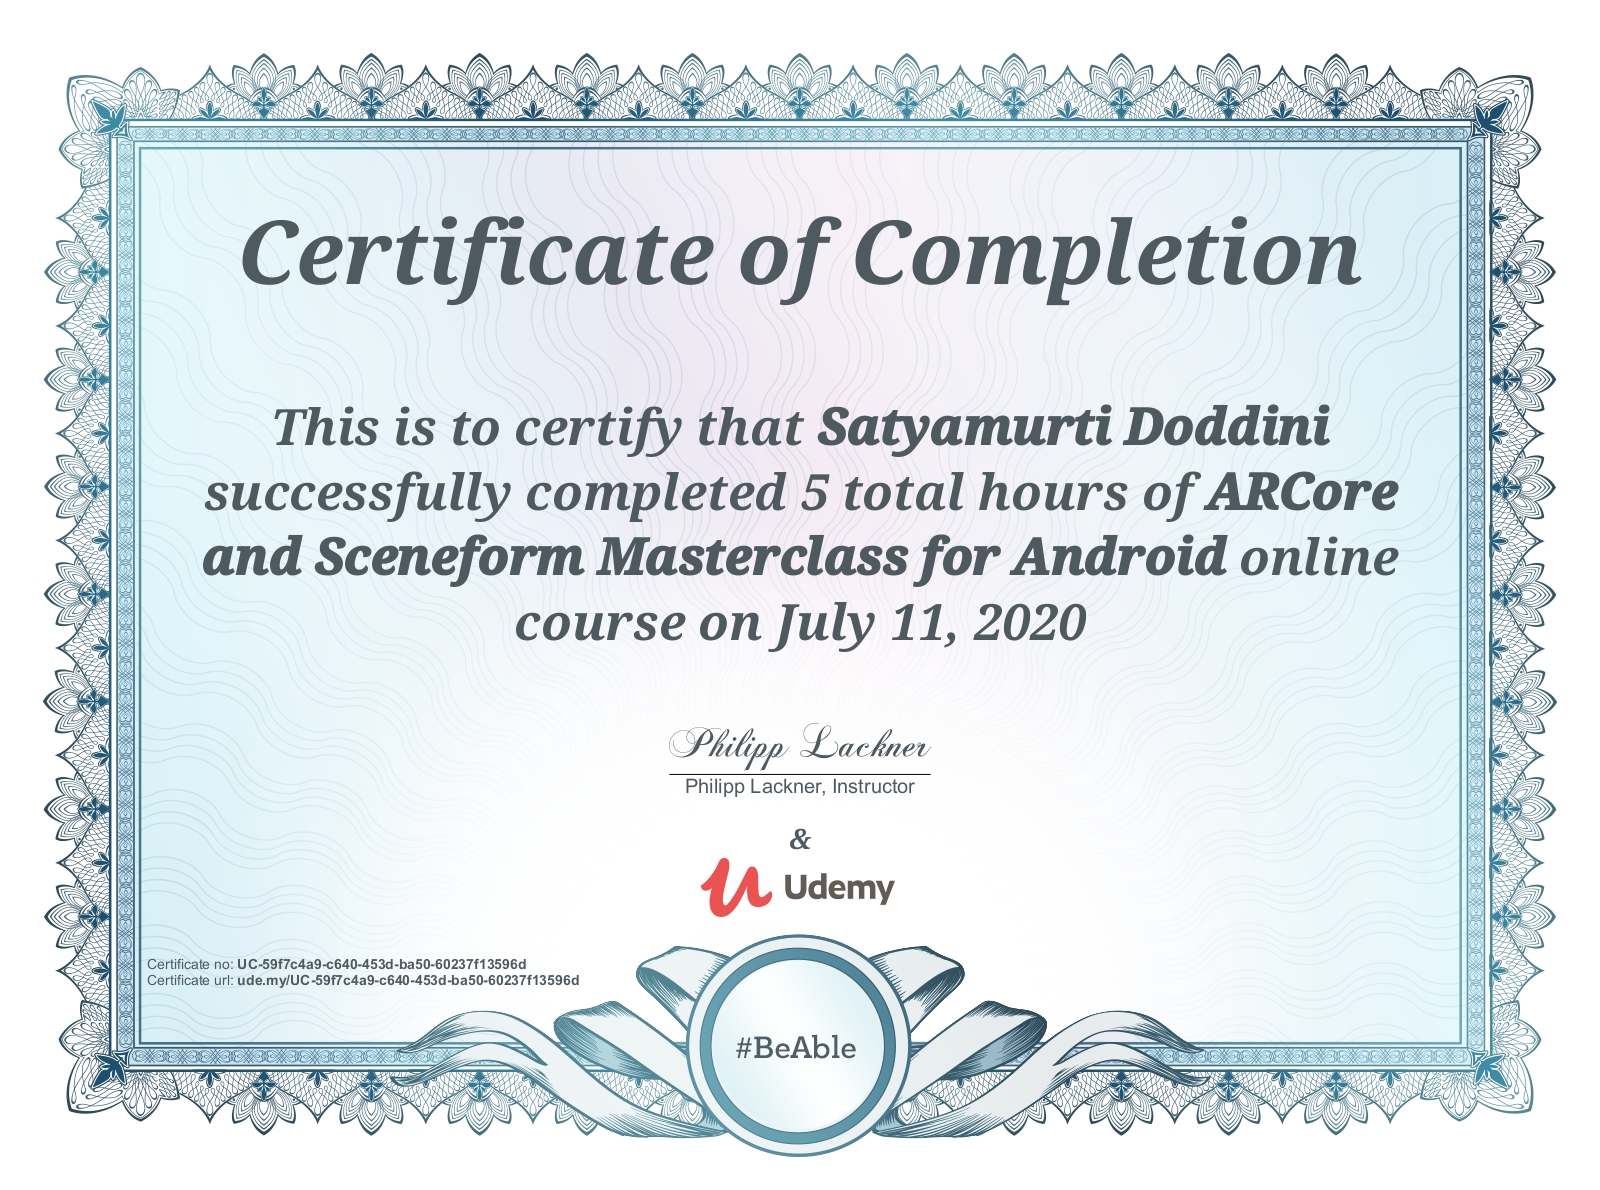 Certificate of Completion
This is to certify that Satyamurti Doddini
successfully completed 5 total hours of ARCore
and Sceneform Masterclass for Android online
course on July 11, 2020
Philipp Lackner
Philipp Lackner, Instructor
&
Udemy
Certificate no: UC-59f7c4a9-c640-453d-ba50-60237f13596d
Certificate url: ude.my/UC-59f7c4a9-c640-453d-ba50-60237f13596d
#BeAble